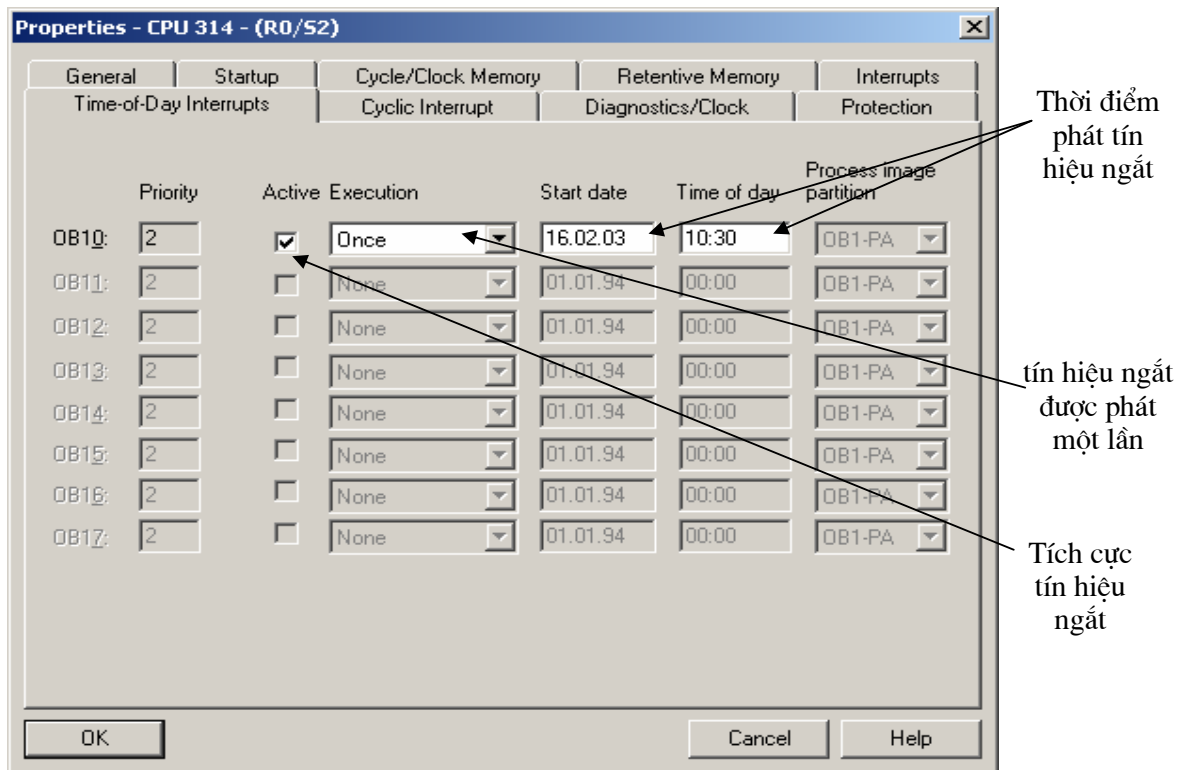 Properties - CPU 314 - (R0/S2)
General Startup Cycle/Clock Memory Retentive Memory Interrupts
Time-of-Day Interrupts Cyclic Interrupt Diagnostics/Clock Protection
Priority Active Execution Start date Time of day Process image partition
OB10: 2 Once 16.02.03 10:30 OB1-PA
OB11: 2 None 01.01.94 00:00 OB1-PA
OB12: 2 None 01.01.94 00:00 OB1-PA
OB13: 2 None 01.01.94 00:00 OB1-PA
OB14: 2 None 01.01.94 00:00 OB1-PA
OB15: 2 None 01.01.94 00:00 OB1-PA
OB16: 2 None 01.01.94 00:00 OB1-PA
OB17: 2 None 01.01.94 00:00 OB1-PA
OK Cancel Help
Thời điểm
phát tín
hiệu ngắt
tín hiệu ngắt
được phát
một lần
Tích cực
tín hiệu
ngắt